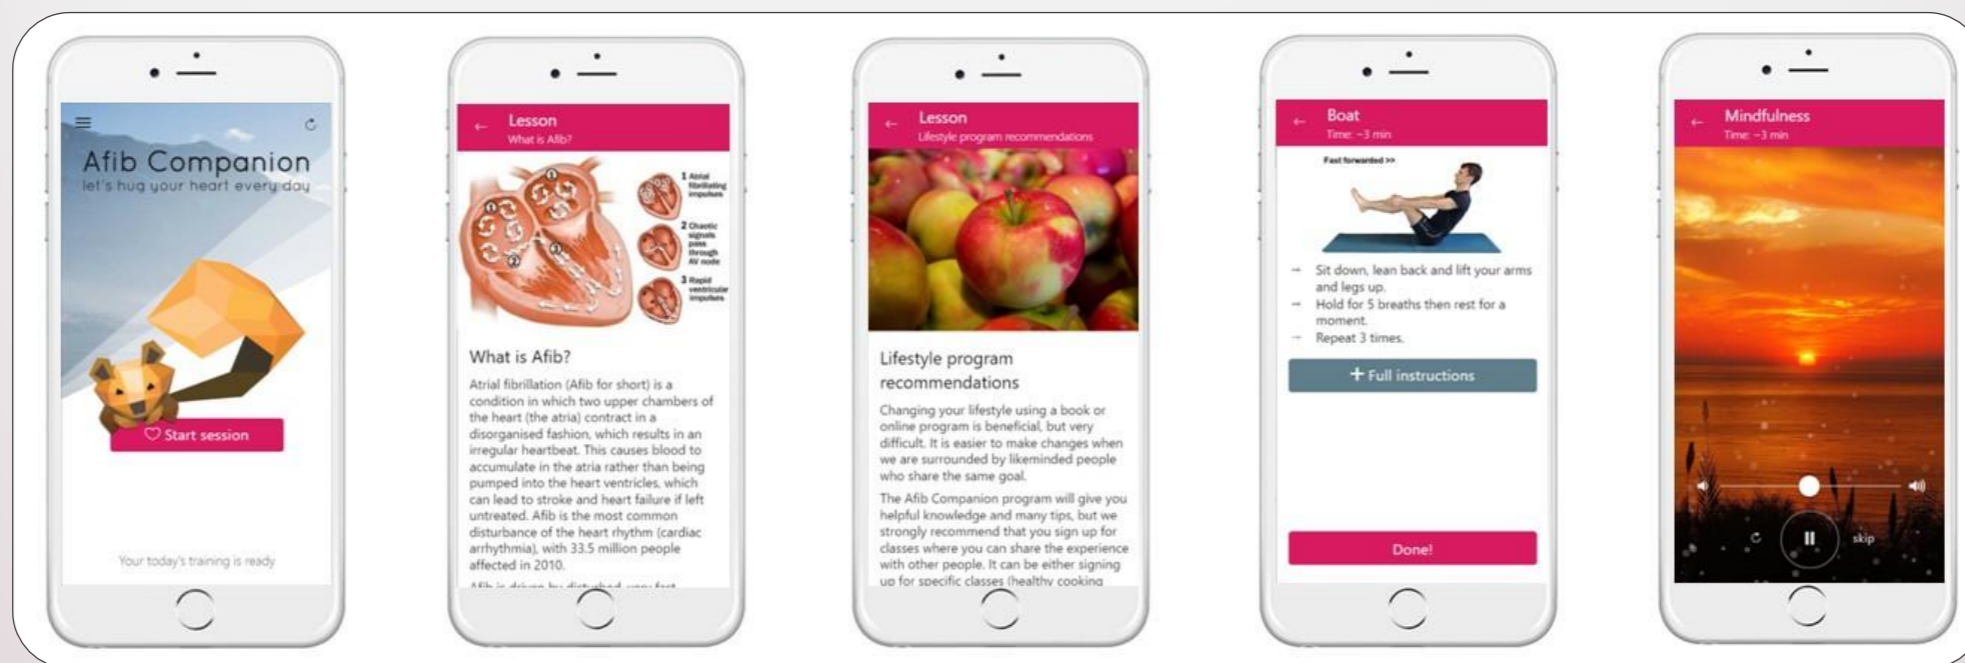 Afib Companion
let's hug your heart every day
Start session
Your today's training is ready
Lesson
What is Afib?
1 Atrial
fibrillating
impulses
2 Chaotic
signals
pass
through
AV node
3 Rapid
ventricular
impulses
1
1
2
3
What is Afib?
Atrial fibrillation (Afib for short) is a
condition in which two upper chambers of
the heart (the atria) contract in a
disorganised fashion, which results in an
irregular heartbeat. This causes blood to
accumulate in the atria rather than being
pumped into the heart ventricles, which
can lead to stroke and heart failure if left
untreated. Afib is the most common
disturbance of the heart rhythm (cardiac
arrhythmia), with 33.5 million people
affected in 2010.
Afib is driven by disturbed, very fast
Lesson
Lifestyle program recommendations
Lifestyle program
recommendations
Changing your lifestyle using a book or
online program is beneficial, but very
difficult. It is easier to make changes when
we are surrounded by likeminded people
who share the same goal.
The Afib Companion program will give you
helpful knowledge and many tips, but we
strongly recommend that you sign up for
classes where you can share the experience
with other people. It can be either signing
up for specific classes (healthy cooking
Boat
Time: ~3 min
Fast forwarded >>
→ Sit down, lean back and lift your arms
and legs up.
→ Hold for 5 breaths then rest for a
moment.
→ Repeat 3 times.
+ Full instructions
Done!
Mindfulness
Time: ~3 min
skip